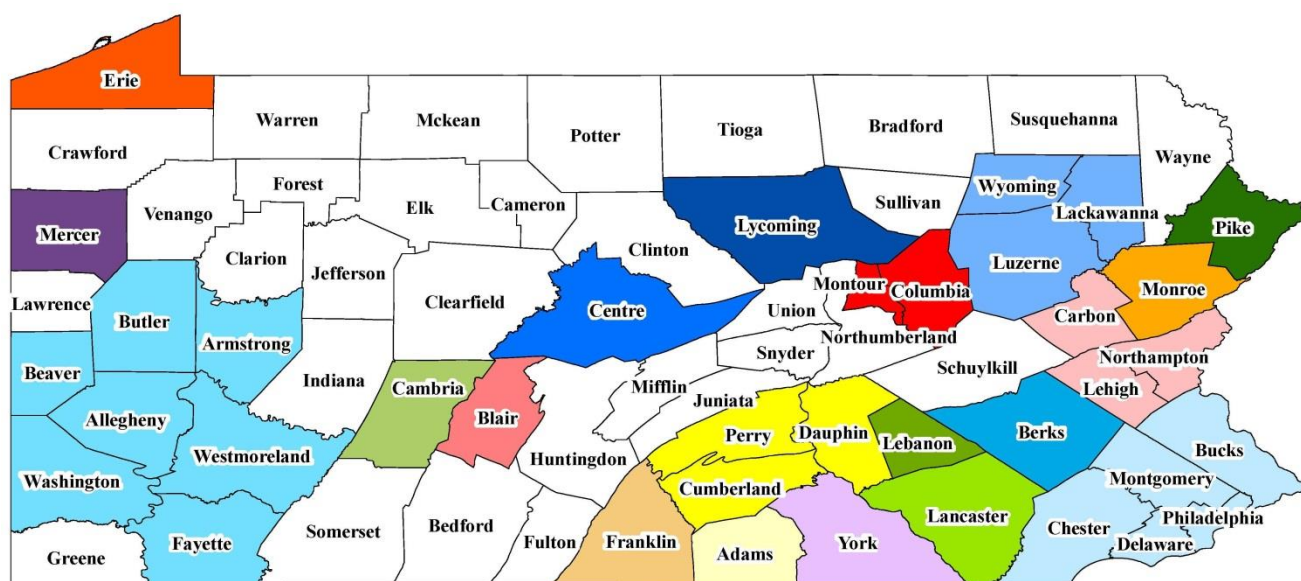 Erie
Warren
Mckean
Potter
Tioga
Bradford
Susquehanna
Crawford
Wayne
Forest
Wyoming
Venango
Elk
Cameron
Sullivan
Lackawanna
Mercer
Lycoming
Pike
Clarion
Clinton
Jefferson
Luzerne
Montour
Columbia
Monroe
Lawrence
Clearfield
Centre
Union
Carbon
Butler
Armstrong
Northumberland
Snyder
Northampton
Beaver
Indiana
Cambria
Mifflin
Schuylkill
Lehigh
Allegheny
Blair
Juniata
Perry
Dauphin
Lebanon
Berks
Bucks
Westmoreland
Huntingdon
Washington
Cumberland
Montgomery
Lancaster
Philadelphia
Somerset
Bedford
Chester
Greene
Fayette
Fulton
Franklin
Adams
York
Delaware